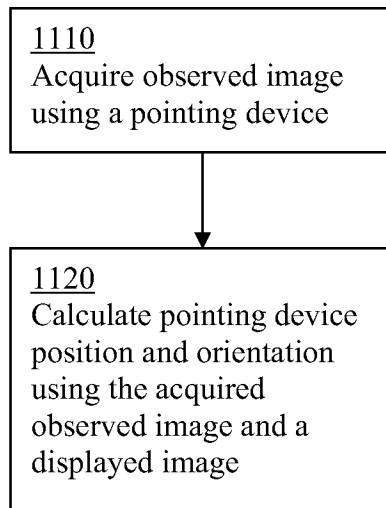 1110
Acquire observed image
using a pointing device
1120
Calculate pointing device
position and orientation
using the acquired
observed image and a
displayed image